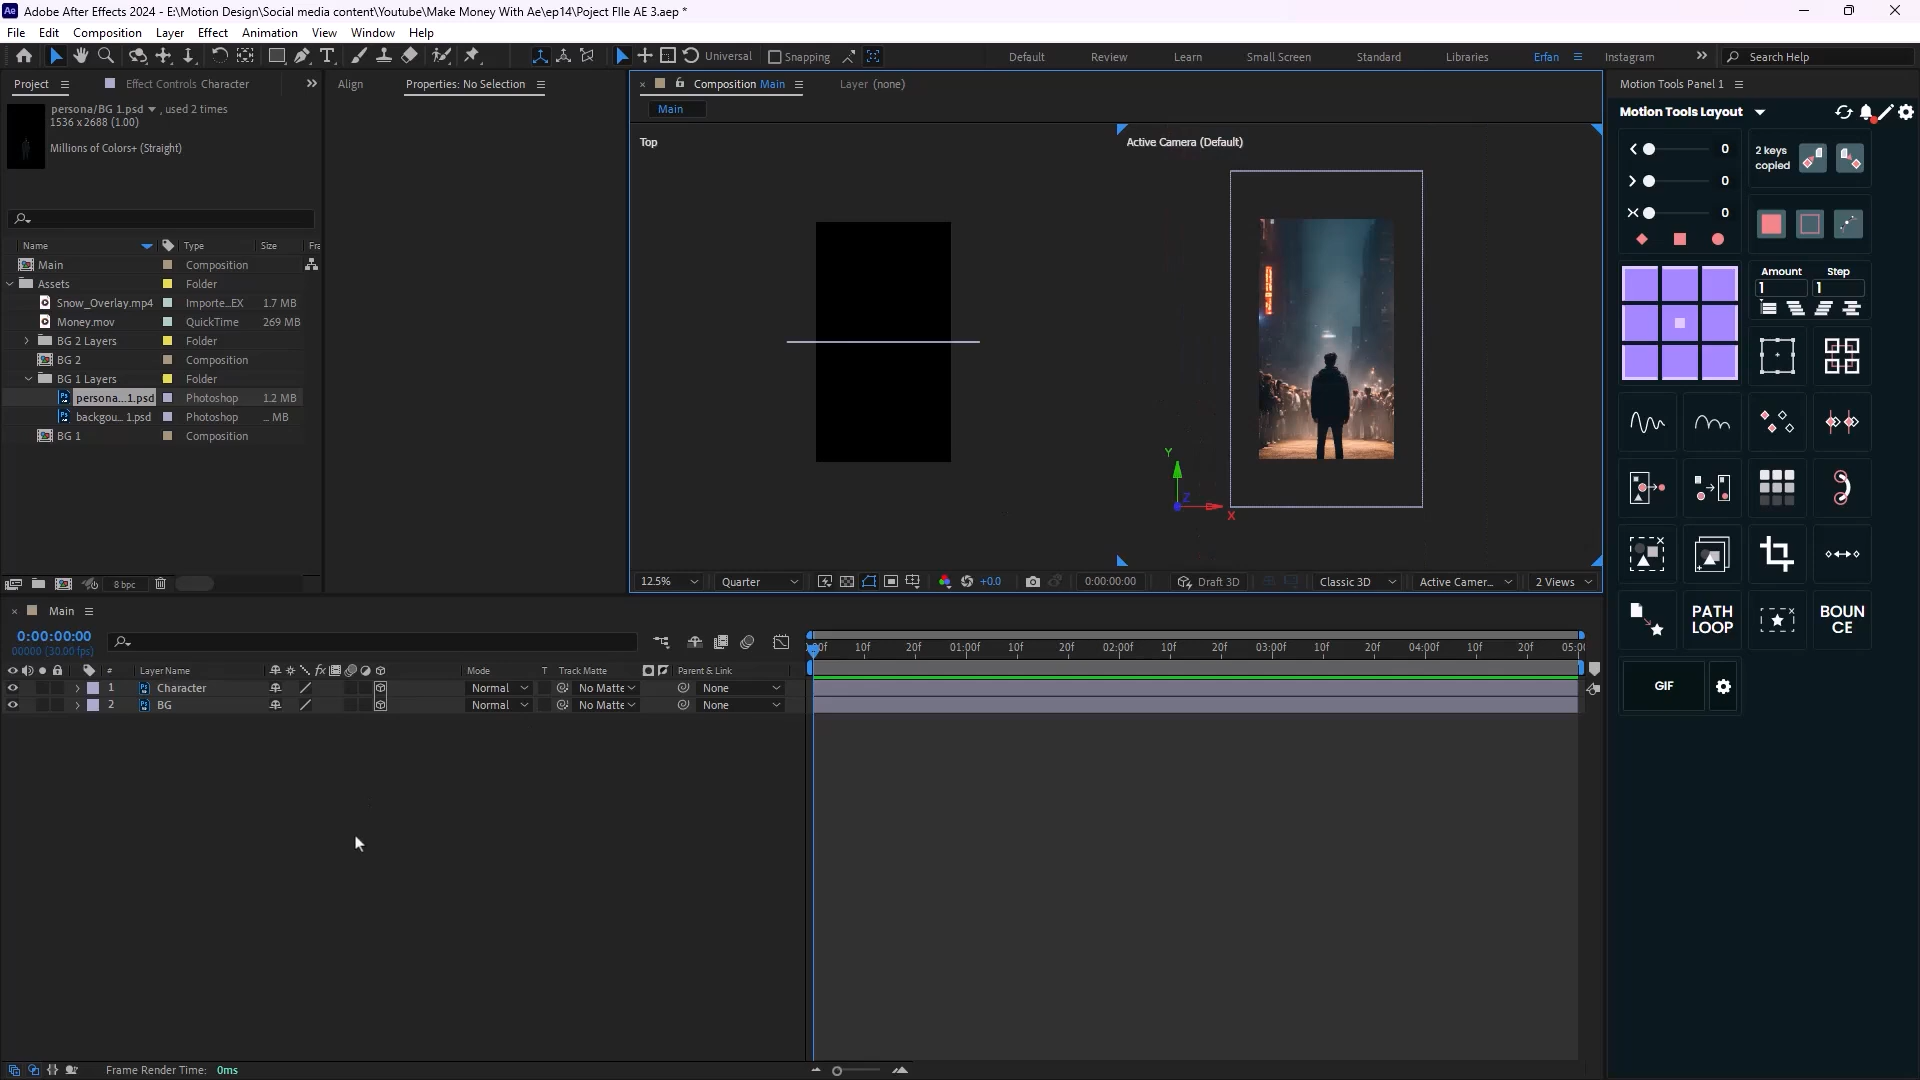 Adobe After Effects 2024 - E:\Motion Design\Social media content\Youtube\Make Money With Ae\ep14\Poject FIle AE 3.aep *
File Edit Composition Layer Effect Animation View Window Help
Universal Snapping Default Review Learn Small Screen Standard Libraries Erfan Instagram Search Help
Project Effect Controls Character Align Properties: No Selection Composition Main Layer (none) Motion Tools Panel 1
persona/BG 1.psd , used 2 times
1536 x 2688 (1.00)
Millions of Colors+ (Straight)
Main
Top
Active Camera (Default)
Motion Tools Layout
0
2 keys copied
0
0
Name Type Size Fra
Main Composition
Assets Folder
Snow_Overlay.mp4 Importe...EX 1.7 MB
Money.mov QuickTime 269 MB
BG 2 Layers Folder
BG 2 Composition
BG 1 Layers Folder
persona...1.psd Photoshop 1.2 MB
backgou... 1.psd Photoshop ... MB
BG 1 Composition
Amount Step
1 1
Y
Z
X
8 bpc
12.5% Quarter +0.0 0:00:00:00 Draft 3D Classic 3D Active Camer... 2 Views
PATH LOOP
BOUN CE
GIF
Main
0:00:00:00
00000 (30.00 fps)
10f 20f 01:00f 10f 20f 02:00f 10f 20f 03:00f 10f 20f 04:00f 10f 20f 05:00
# Layer Name fx Mode T Track Matte Parent & Link
1 Character Normal No Matte None
2 BG Normal No Matte None
Frame Render Time: 0ms